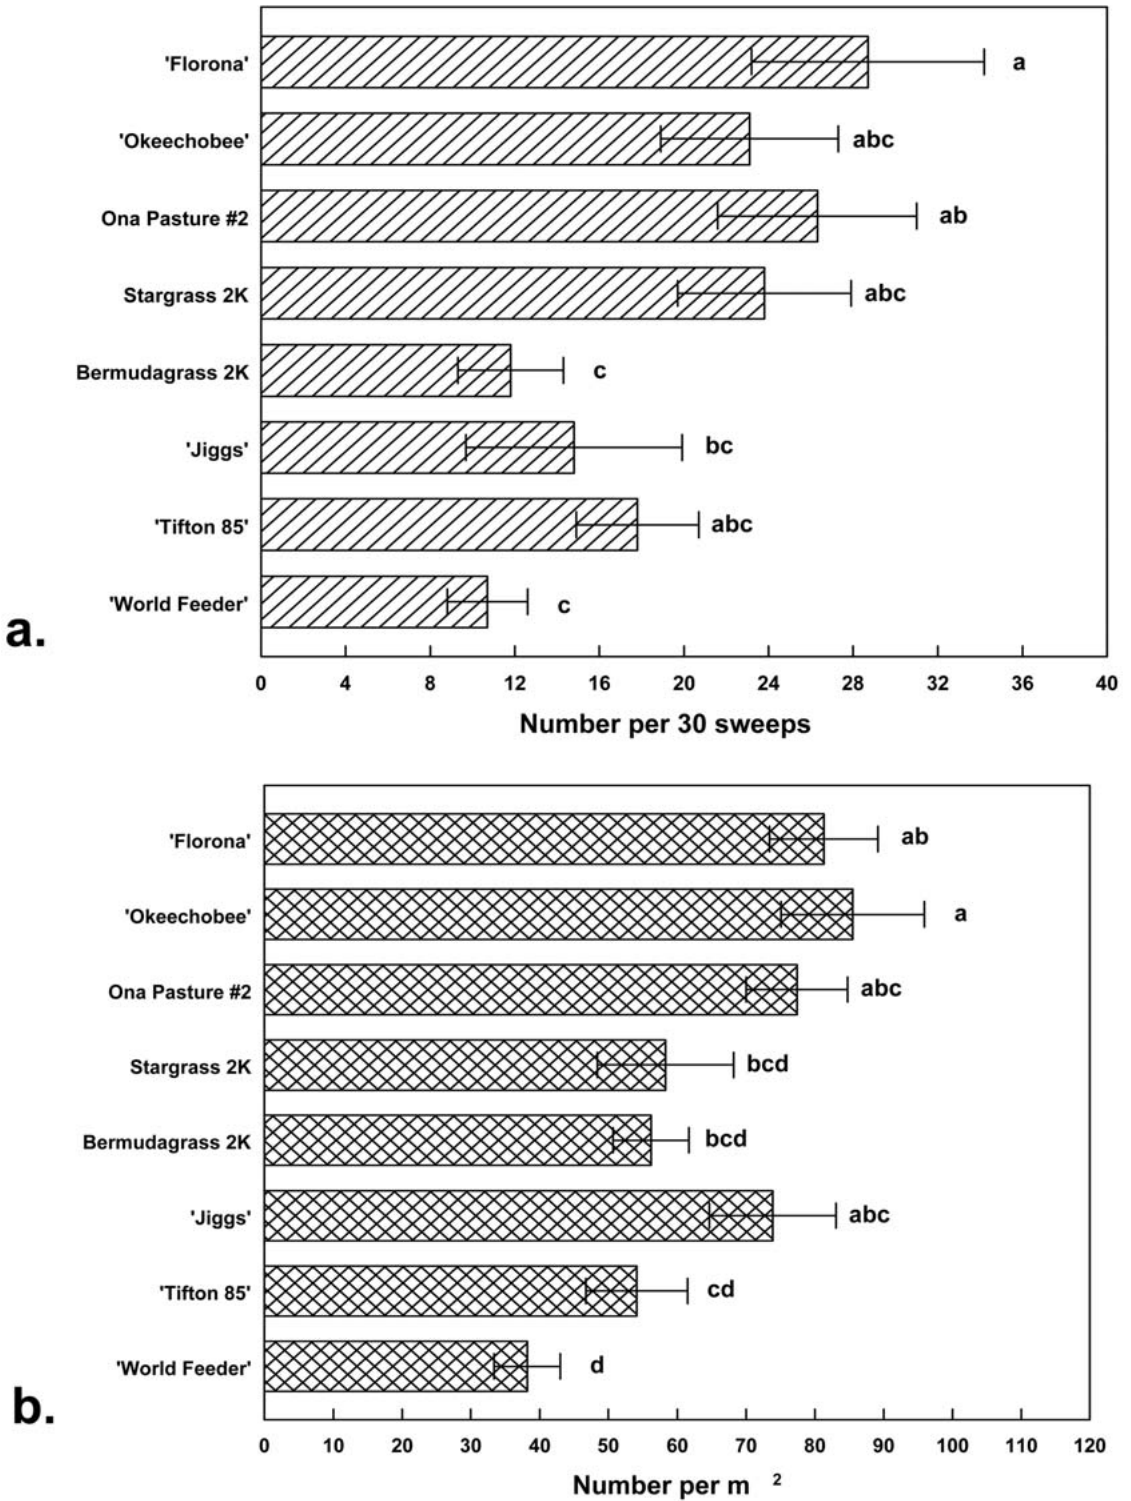 'Florona' a
'Okeechobee' abc
Ona Pasture #2 ab
Stargrass 2K abc
Bermudagrass 2K c
'Jiggs' bc
'Tifton 85' abc
'World Feeder' c
a.
0 4 8 12 16 20 24 28 32 36 40
Number per 30 sweeps
'Florona' ab
'Okeechobee' a
Ona Pasture #2 abc
Stargrass 2K bcd
Bermudagrass 2K bcd
'Jiggs' abc
'Tifton 85' cd
'World Feeder' d
b.
0 10 20 30 40 50 60 70 80 90 100 110 120
Number per m 2